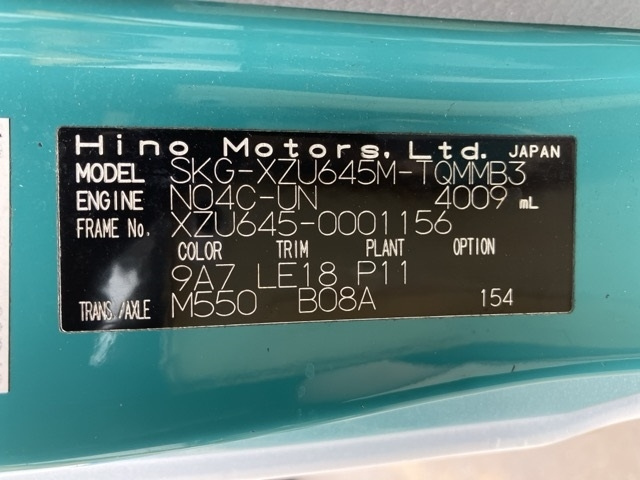 Hino Motors, Ltd. JAPAN
MODEL SKG-XZU645M-TQMMB3
ENGINE N04C-UN 4009 mL
FRAME No. XZU645-0001156
COLOR TRIM PLANT OPTION
9A7 LE18 P11
TRANS./AXLE M550 B08A 154